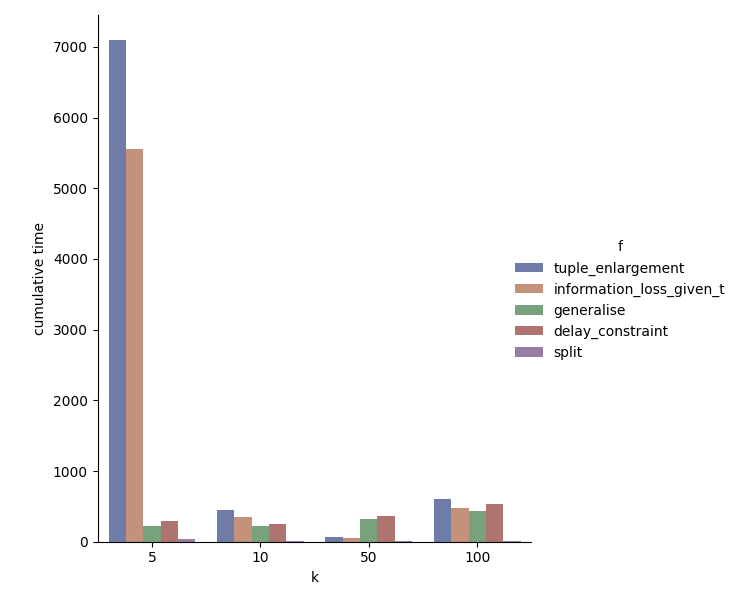 7000
6000
5000
4000
3000
2000
1000
0
cumulative time
5 10 50 100
k
f
tuple_enlargement
information_loss_given_t
generalise
delay_constraint
split